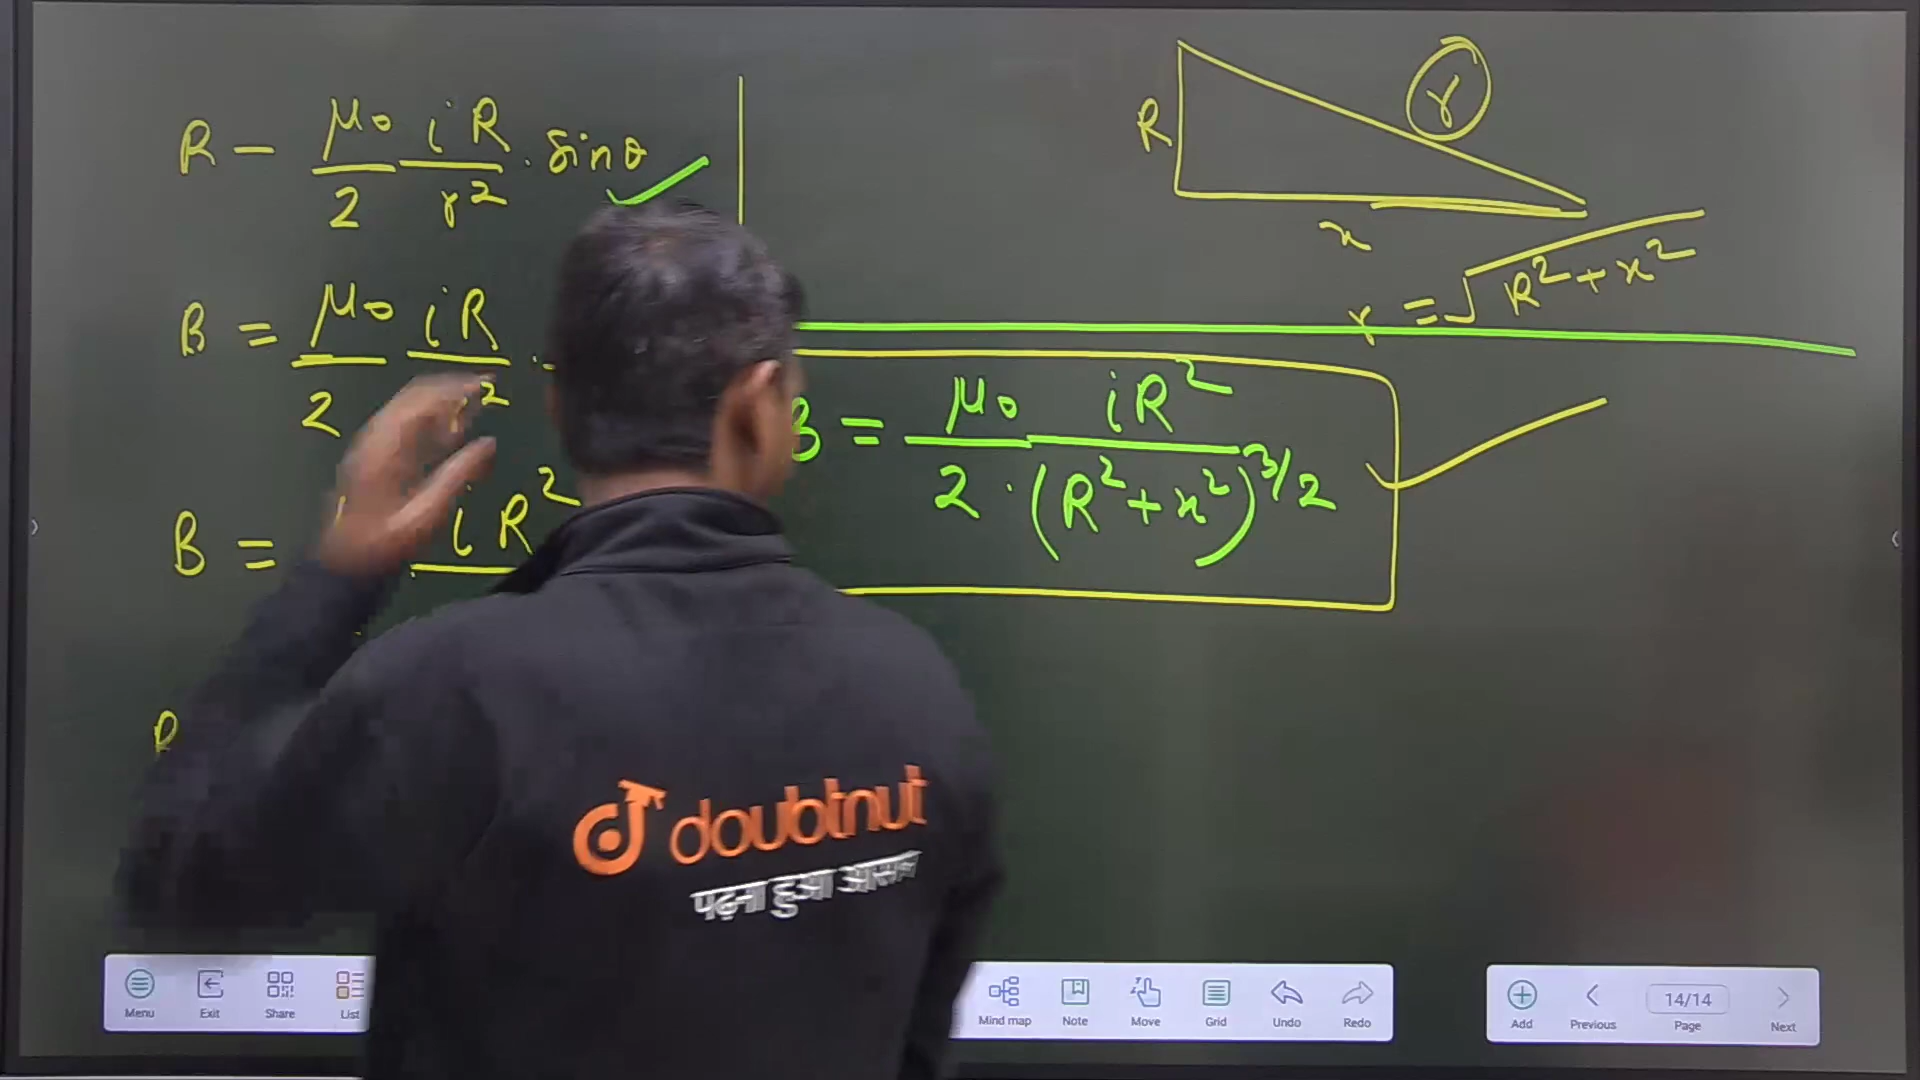 B = μ0/2 iR/r² . sinθ
B = μ0/2 iR/r² .
B = iR²
R
R
r
x
r = √R² + x²
B = μ0 iR² / 2 . (R² + x²)^3/2
doubtnut
पढ़ना हुआ आसान
Menu
Exit
Share
List
Mind map
Note
Move
Grid
Undo
Redo
Add
Previous
14/14
Page
Next